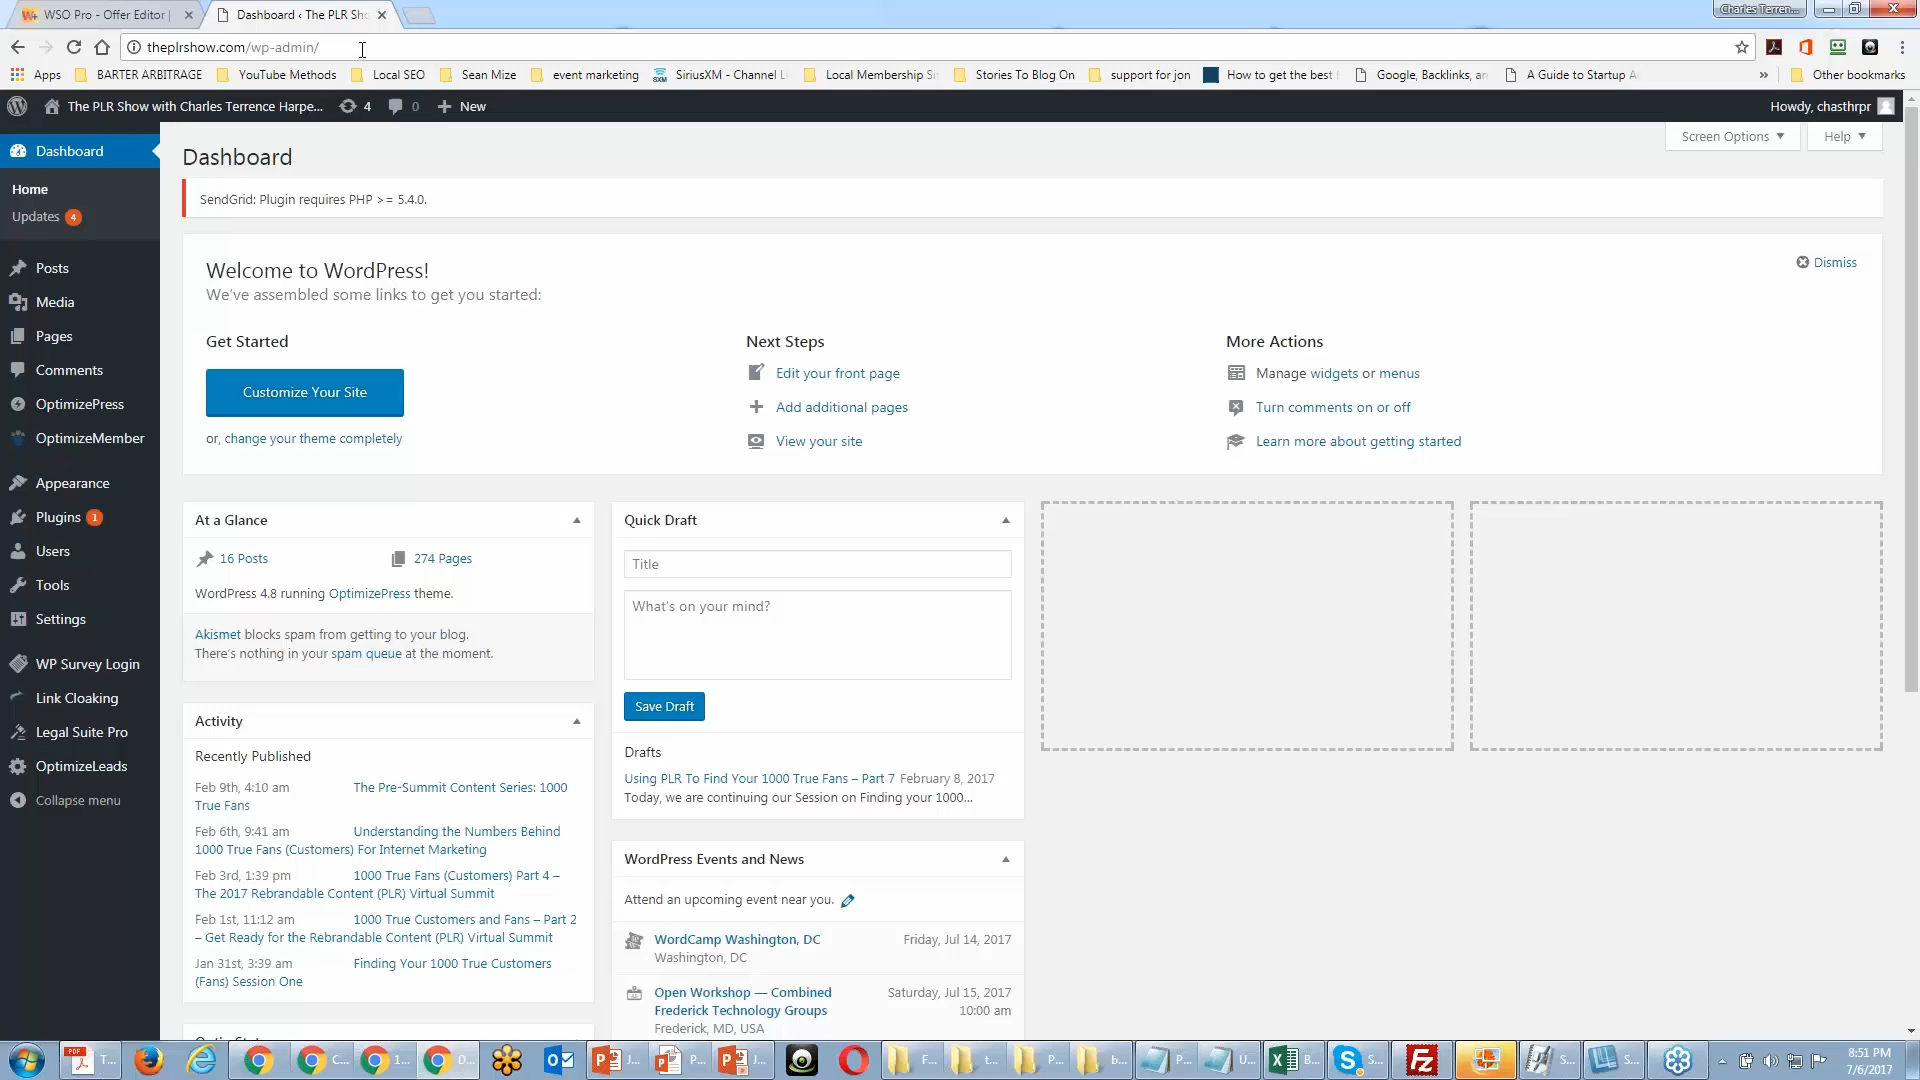 WSO Pro - Offer Editor |
Dashboard ‹ The PLR Sho
Charles Terren...
theplrshow.com/wp-admin/
Apps
BARTER ARBITRAGE
YouTube Methods
Local SEO
Sean Mize
event marketing
SiriusXM - Channel L
Local Membership Si
Stories To Blog On
support for jon
How to get the best
Google, Backlinks, an
A Guide to Startup A
»
Other bookmarks
The PLR Show with Charles Terrence Harpe...
4
0
New
Howdy, chasthrpr
Dashboard
Home
Updates 4
Posts
Media
Pages
Comments
OptimizePress
OptimizeMember
Appearance
Plugins 1
Users
Tools
Settings
WP Survey Login
Link Cloaking
Legal Suite Pro
OptimizeLeads
Collapse menu
Screen Options
Help
Dashboard
SendGrid: Plugin requires PHP >= 5.4.0.
Welcome to WordPress!
We've assembled some links to get you started:
Dismiss
Get Started
Customize Your Site
or, change your theme completely
Next Steps
Edit your front page
Add additional pages
View your site
More Actions
Manage widgets or menus
Turn comments on or off
Learn more about getting started
At a Glance
16 Posts
274 Pages
WordPress 4.8 running OptimizePress theme.
Akismet blocks spam from getting to your blog.
There's nothing in your spam queue at the moment.
Activity
Recently Published
Feb 9th, 4:10 am The Pre-Summit Content Series: 1000
True Fans
Feb 6th, 9:41 am Understanding the Numbers Behind
1000 True Fans (Customers) For Internet Marketing
Feb 3rd, 1:39 pm 1000 True Fans (Customers) Part 4 –
The 2017 Rebrandable Content (PLR) Virtual Summit
Feb 1st, 11:12 am 1000 True Customers and Fans – Part 2
– Get Ready for the Rebrandable Content (PLR) Virtual Summit
Jan 31st, 3:39 am Finding Your 1000 True Customers
(Fans) Session One
Quick Draft
Title
What's on your mind?
Save Draft
Drafts
Using PLR To Find Your 1000 True Fans – Part 7 February 8, 2017
Today, we are continuing our Session on Finding your 1000...
WordPress Events and News
Attend an upcoming event near you.
WordCamp Washington, DC
Friday, Jul 14, 2017
Washington, DC
Open Workshop — Combined
Frederick Technology Groups
Saturday, Jul 15, 2017
10:00 am
Frederick, MD, USA
PDF
T...
C...
1...
D...
J...
P...
J...
F...
t...
P...
b...
P...
U...
B...
S...
S...
S...
8:51 PM
7/6/2017